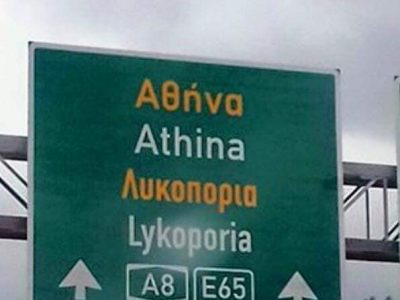 Αθήνα
Athina
Λυκοπορια
Lykoporia
A8 E65